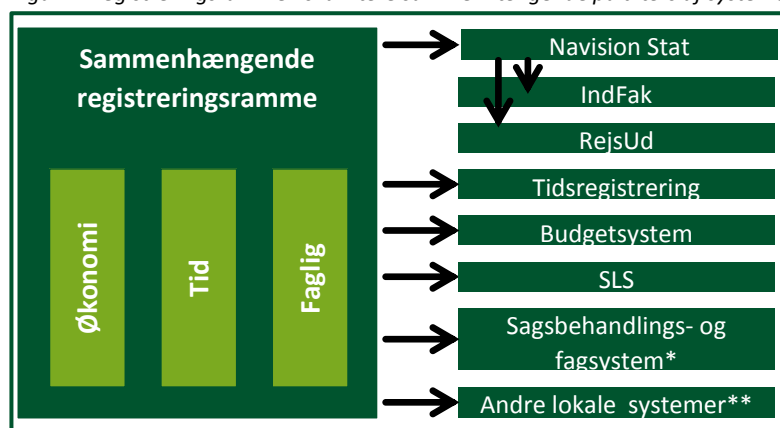 Sammenhængende
registreringsramme
Økonomi
Tid
Faglig
Navision Stat
IndFak
RejsUd
Tidsregistrering
Budgetsystem
SLS
Sagsbehandlings- og
fagsystem*
Andre lokale systemer**